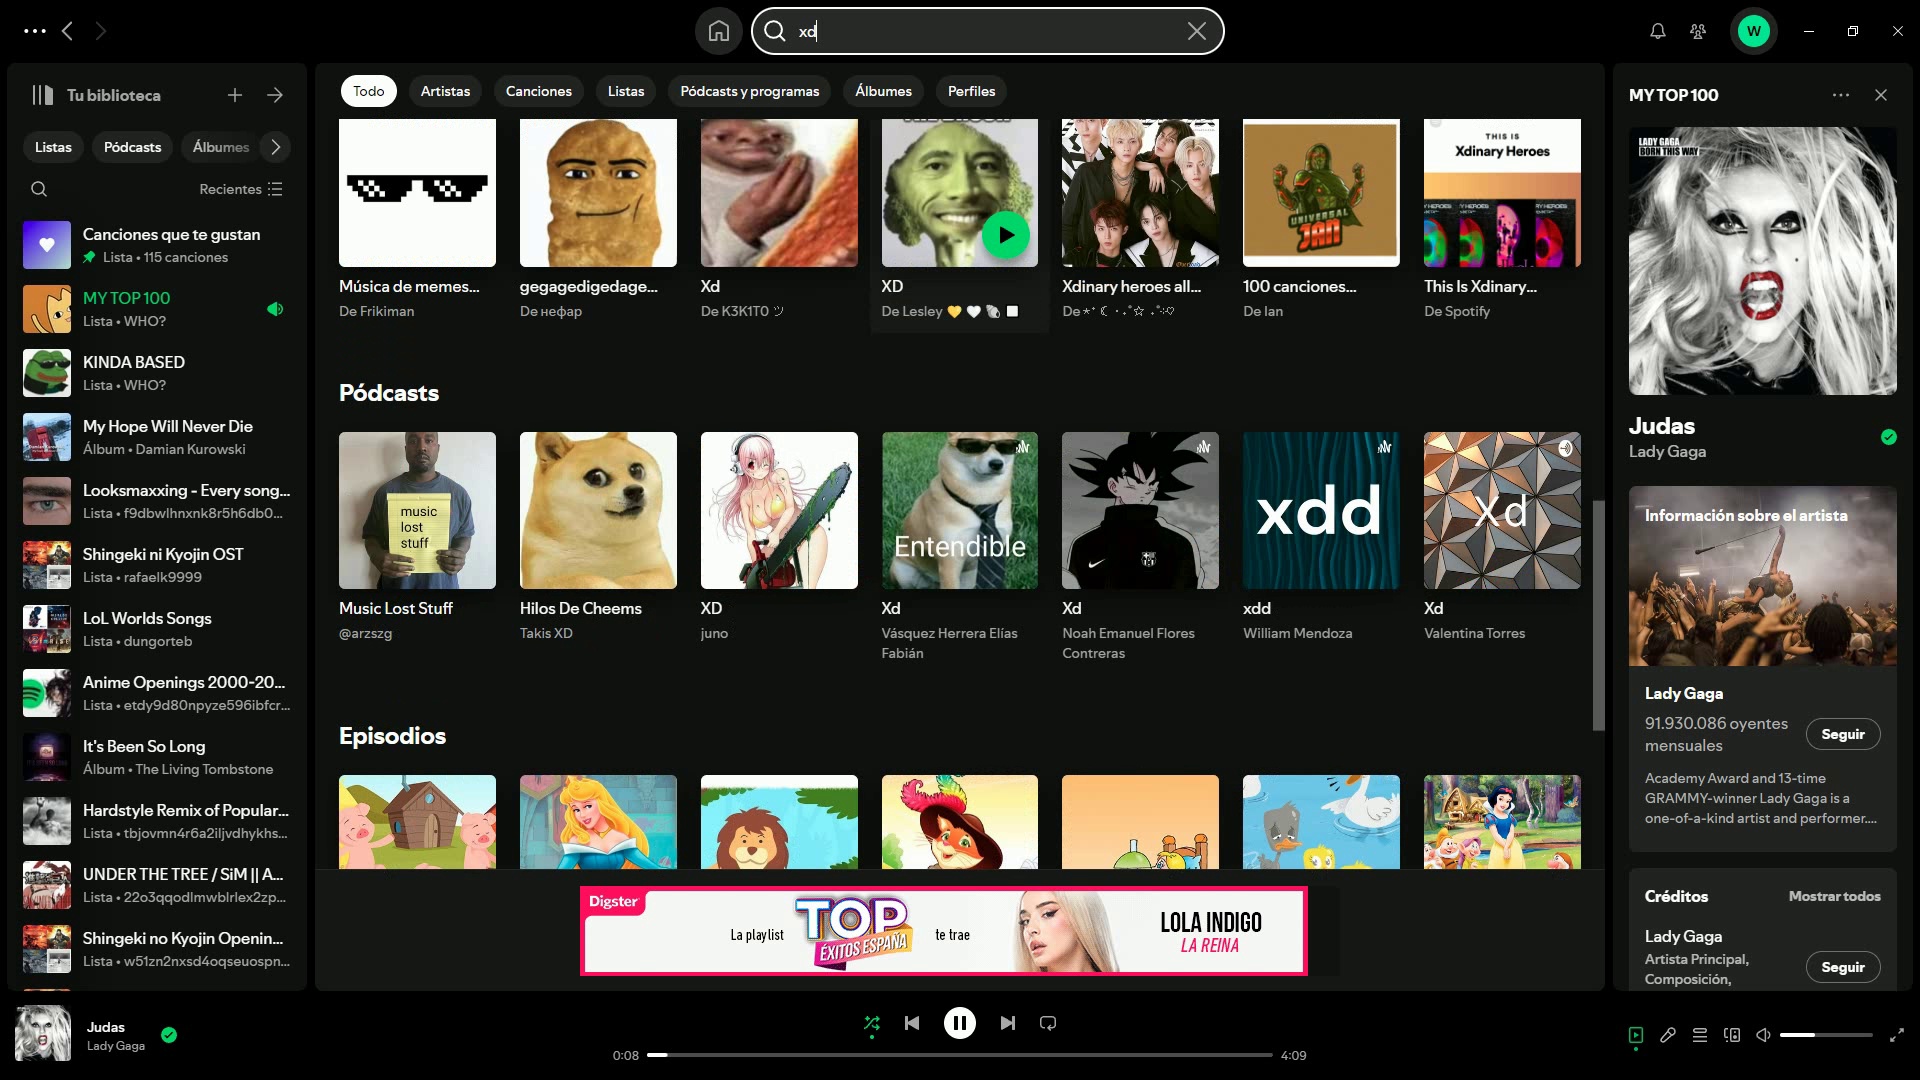 xd
W
Tu biblioteca
Listas
Pódcasts
Álbumes
Recientes
Canciones que te gustan
Lista • 115 canciones
MY TOP 100
Lista • WHO?
KINDA BASED
Lista • WHO?
My Hope Will Never Die
Álbum • Damian Kurowski
Looksmaxxing - Every song...
Lista • f9dbwlhnxnk8r5h6db0...
Shingeki ni Kyojin OST
Lista • rafaelk9999
LoL Worlds Songs
Lista • dungorteb
Anime Openings 2000-20...
Lista • etdy9d80npyze596ibfcr...
It's Been So Long
Álbum • The Living Tombstone
Hardstyle Remix of Popular...
Lista • tbjovmn4r6a2iljvdhykhs...
UNDER THE TREE / SiM || A...
Lista • 22o3qqodlmwblrlex2zp...
Shingeki no Kyojin Openin...
Lista • w51zn2nxsd4oqseuospn...
Todo
Artistas
Canciones
Listas
Pódcasts y programas
Álbumes
Perfiles
UNIVERSAL
JAN
THIS IS
Xdinary Heroes
Música de memes...
De Frikiman
gegagedigedage...
De нефар
Xd
De K3K1T0 ツ
XD
De Lesley 💛 🤍
Xdinary heroes all...
100 canciones...
De Ian
This Is Xdinary...
De Spotify
Pódcasts
music
lost
stuff
Entendible
xdd
Xd
Music Lost Stuff
@arzszg
Hilos De Cheems
Takis XD
XD
juno
Xd
Vásquez Herrera Elías
Fabián
Xd
Noah Emanuel Flores
Contreras
xdd
William Mendoza
Xd
Valentina Torres
Episodios
Digster
La playlist
TOP
ÉXITOS ESPAÑA
te trae
LOLA INDIGO
LA REINA
MY TOP 100
LADY GAGA
BORN THIS WAY
Judas
Lady Gaga
Información sobre el artista
Lady Gaga
91.930.086 oyentes
mensuales
Seguir
Academy Award and 13-time
GRAMMY-winner Lady Gaga is a
one-of-a-kind artist and performer....
Créditos
Mostrar todos
Lady Gaga
Artista Principal,
Composición,
Seguir
Judas
Lady Gaga
0:08
4:09